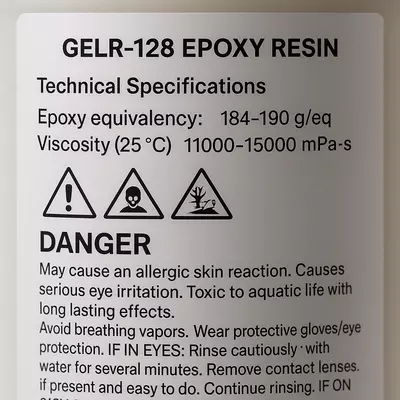 GELR-128 EPOXY RESIN
Technical Specifications
Epoxy equivalency: 184–190 g/eq
Viscosity (25 °C) 11000–15000 mPa-s
DANGER
May cause an allergic skin reaction. Causes
serious eye irritation. Toxic to aquatic life with
long lasting effects.
Avoid breathing vapors. Wear protective gloves/eye
protection. IF IN EYES: Rinse cautiously · with
water for several minutes. Remove contact lenses.
if present and easy to do. Continue rinsing. IF ON